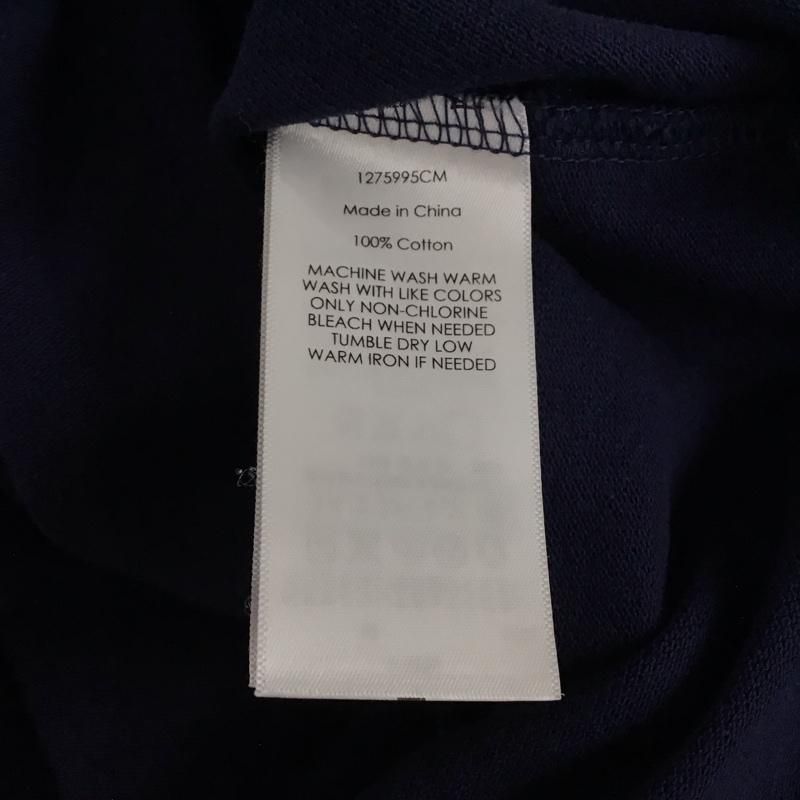 1275995CM
Made in China
100% Cotton
MACHINE WASH WARM
WASH WITH LIKE COLORS
ONLY NON-CHLORINE
BLEACH WHEN NEEDED
TUMBLE DRY LOW
WARM IRON IF NEEDED